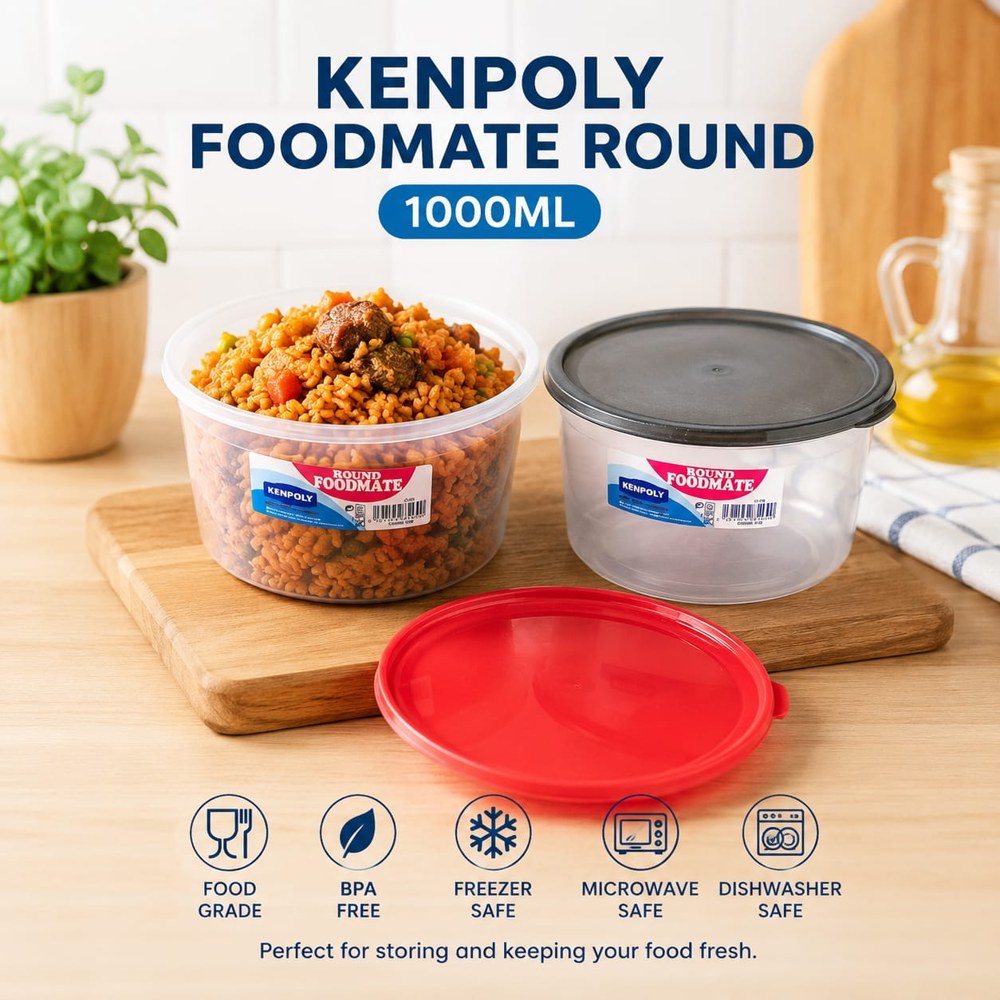 KENPOLY
FOODMATE ROUND
1000ML
ROUND
FOODMATE
KENPOLY
ROUND
FOODMATE
KENPOLY
FOOD
GRADE
BPA
FREE
FREEZER
SAFE
MICROWAVE
SAFE
DISHWASHER
SAFE
Perfect for storing and keeping your food fresh.